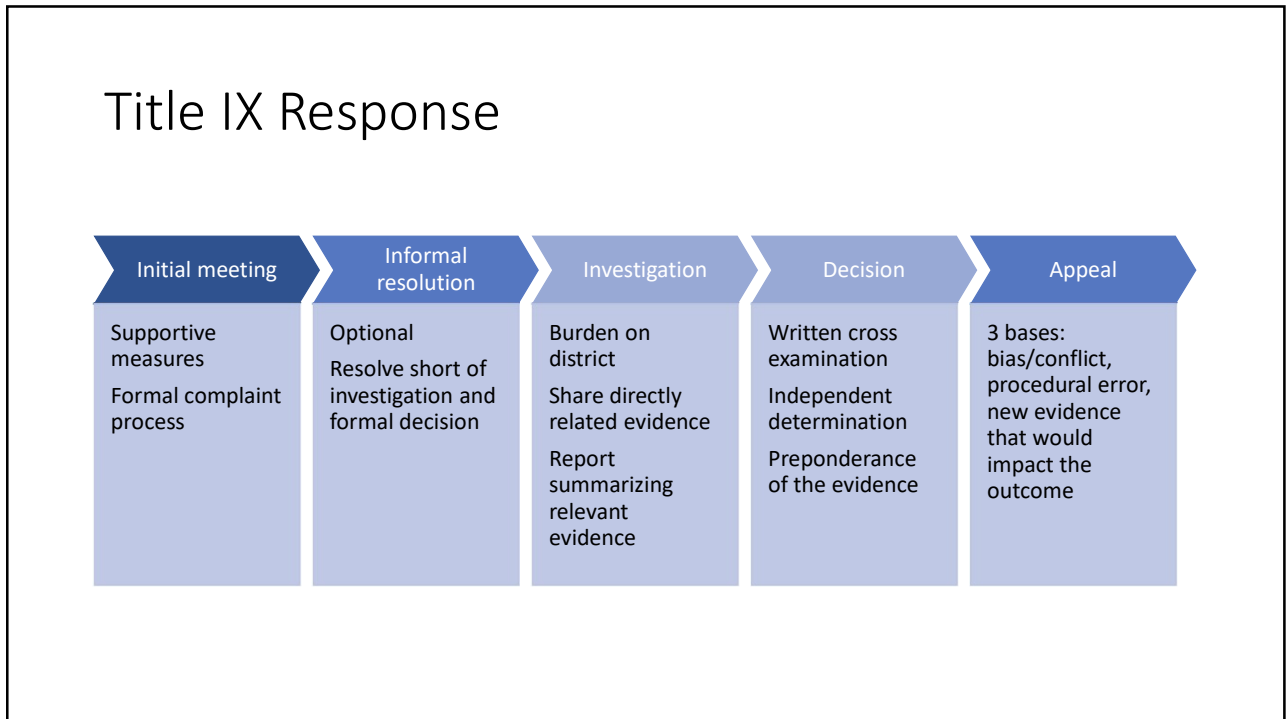 Title IX Response
Initial meeting
Supportive
measures
Formal complaint
process
Informal
resolution
Optional
Resolve short of
investigation and
formal decision
Investigation
Burden on
district
Share directly
related evidence
Report
summarizing
relevant
evidence
Decision
Written cross
examination
Independent
determination
Preponderance
of the evidence
Appeal
3 bases:
bias/conflict,
procedural error,
new evidence
that would
impact the
outcome